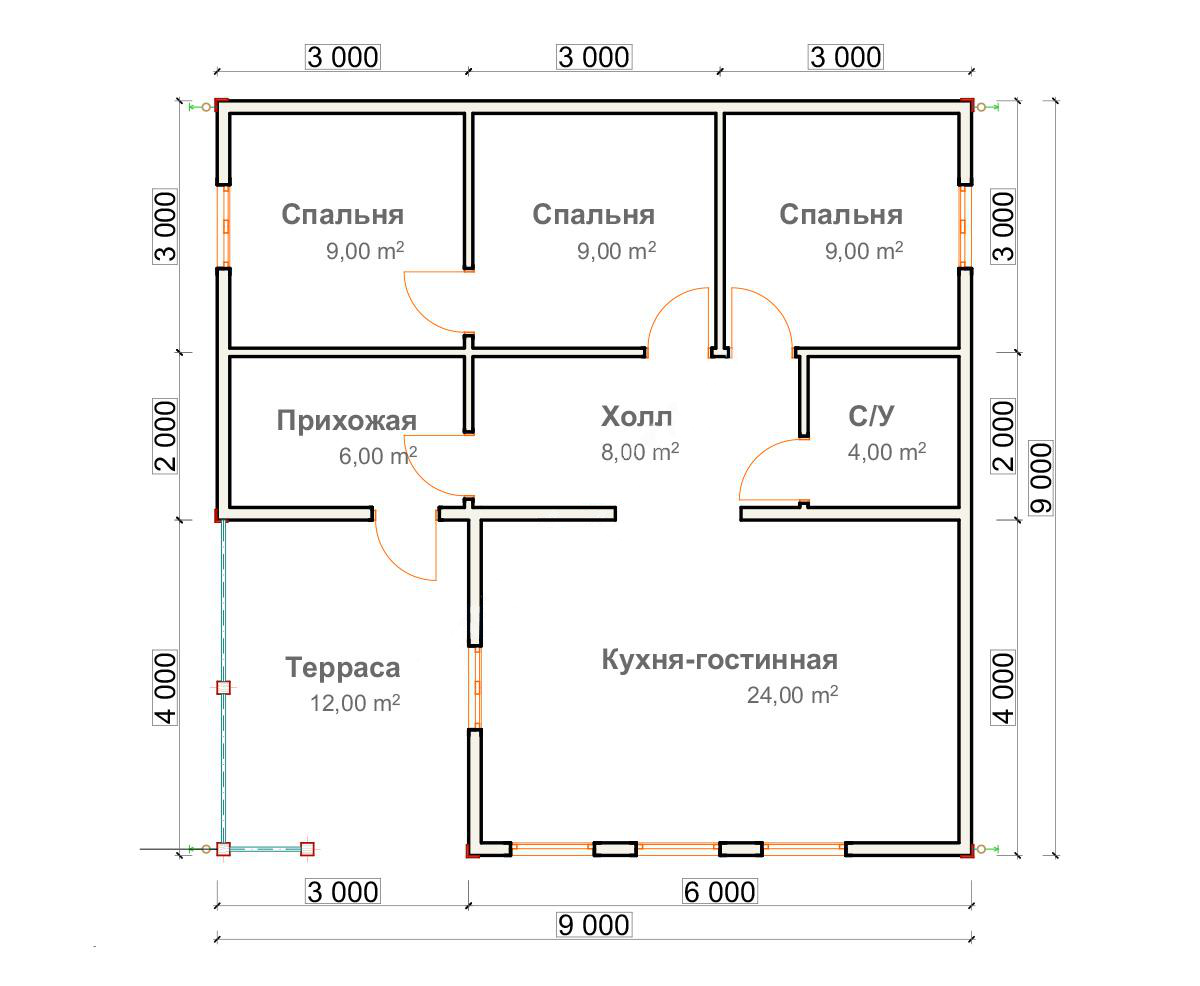 3 000
3 000
3 000
3 000
3 000
Спальня
9,00 m²
Спальня
9,00 m²
Спальня
9,00 m²
2 000
2 000
9 000
Прихожая
6,00 m²
Холл
8,00 m²
С/У
4,00 m²
4 000
4 000
Терраса
12,00 m²
Кухня-гостинная
24,00 m²
3 000
6 000
9 000